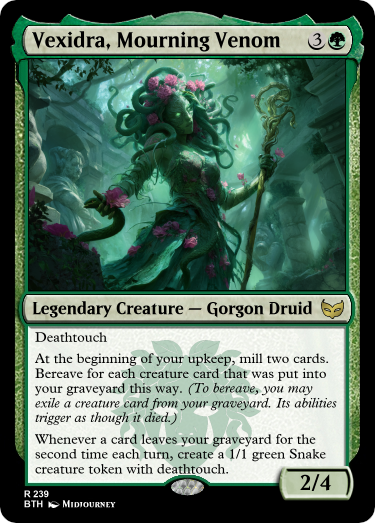 Vexidra, Mourning Venom 3
Legendary Creature — Gorgon Druid
Deathtouch
At the beginning of your upkeep, mill two cards.
Bereave for each creature card that was put into
your graveyard this way. (To bereave, you may
exile a creature card from your graveyard. Its abilities
trigger as though it died.)
Whenever a card leaves your graveyard for the
second time each turn, create a 1/1 green Snake
creature token with deathtouch.
2/4
R 239
BTH Midjourney